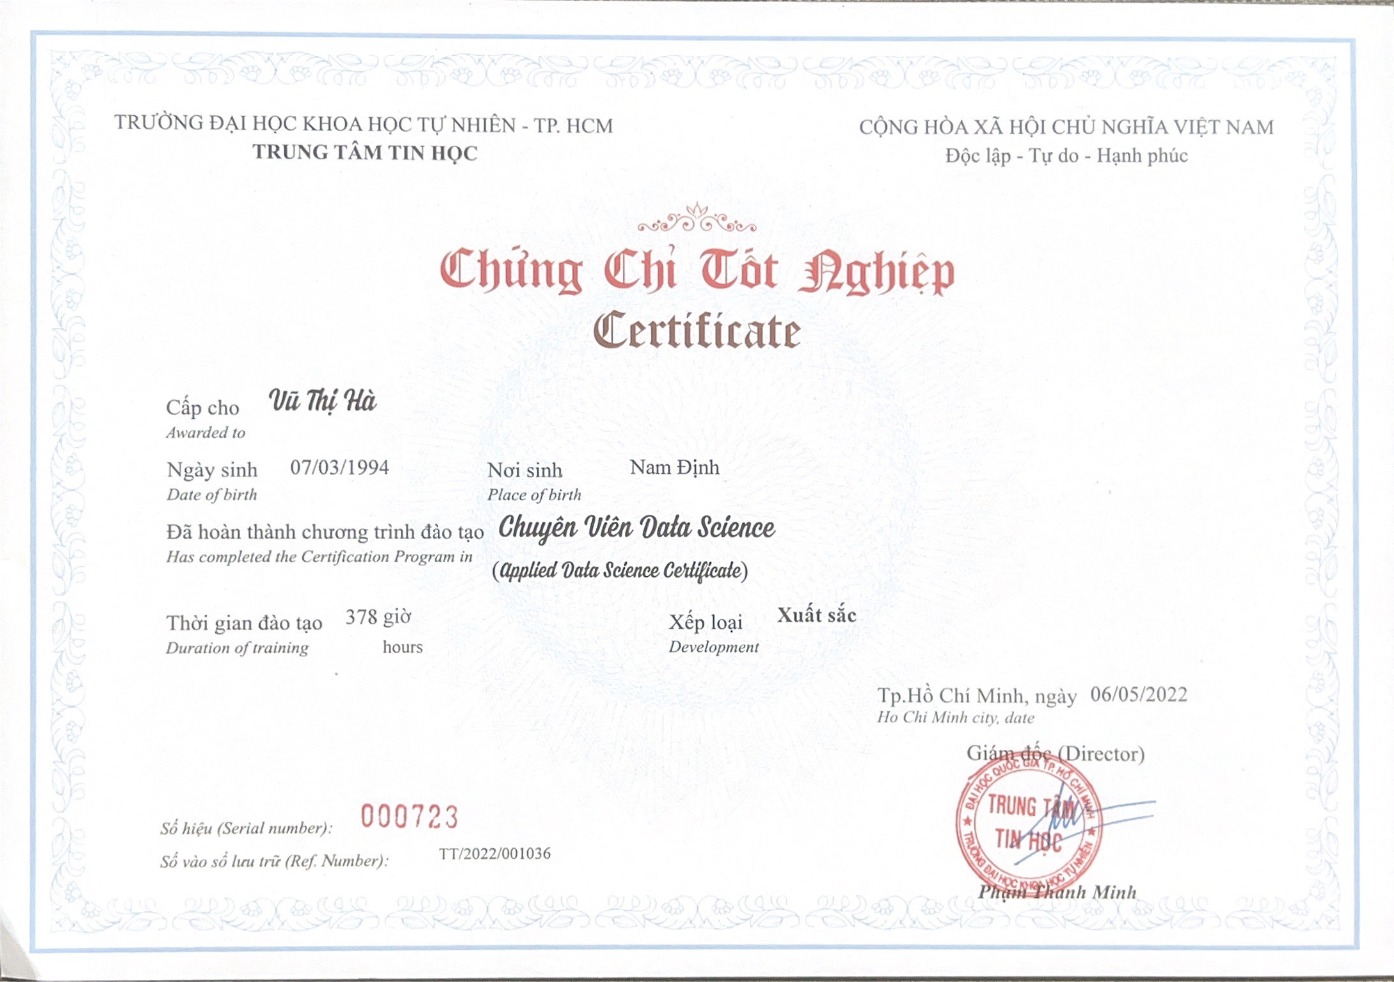 TRƯỜNG ĐẠI HỌC KHOA HỌC TỰ NHIÊN - TP. HCM
TRUNG TÂM TIN HỌC
CỘNG HÒA XÃ HỘI CHỦ NGHĨA VIỆT NAM
Độc lập - Tự do - Hạnh phúc
Chứng Chỉ Tốt Nghiệp
Certificate
Cấp cho Vũ Thị Hà
Awarded to
Ngày sinh 07/03/1994 Nơi sinh Nam Định
Date of birth Place of birth
Đã hoàn thành chương trình đào tạo Chuyên Viên Data Science
Has completed the Certification Program in
(Applied Data Science Certificate)
Thời gian đào tạo 378 giờ Xếp loại Xuất sắc
Duration of training hours Development
Tp.Hồ Chí Minh, ngày 06/05/2022
Ho Chi Minh city, date
Giám đốc (Director)
ĐẠI HỌC QUỐC GIA TP. HỒ CHÍ MINH
TRUNG TÂM
TIN HỌC
TRƯỜNG ĐẠI HỌC KHOA HỌC TỰ NHIÊN
Phạm Thanh Minh
Số hiệu (Serial number): 000723
Số vào sổ lưu trữ (Ref. Number): TT/2022/001036